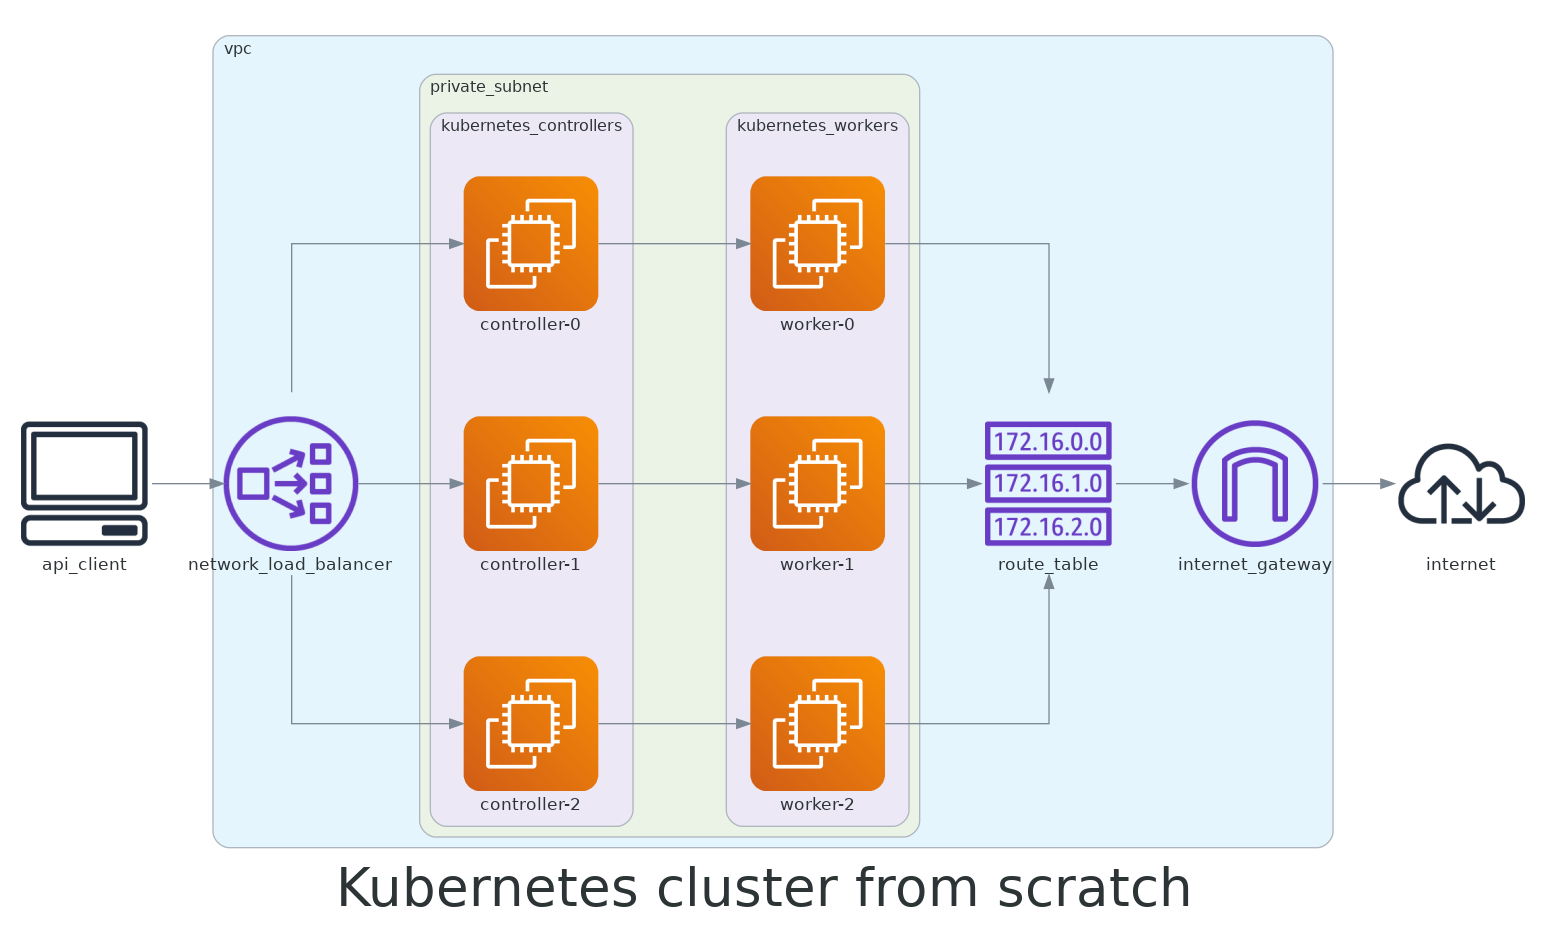 vpc
private_subnet
kubernetes_controllers
kubernetes_workers
controller-0
worker-0
172.16.0.0
172.16.1.0
172.16.2.0
api_client
network_load_balancer
controller-1
worker-1
route_table
internet_gateway
internet
controller-2
worker-2
Kubernetes cluster from scratch